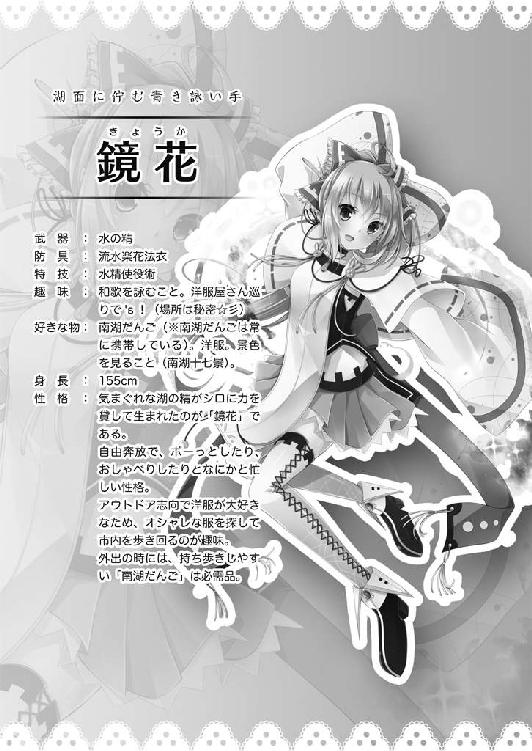 湖面に佇む青き詠い手
きょうか
鏡花
武器：水の精
防具：流水楽花法衣
特技：水精使役術
趣味：和歌を詠むこと。洋服屋さん巡
りで's！（場所は秘密☆彡）
好きな物：南湖だんご（※南湖だんごは常
に携帯している）。洋服。景色
を見ること（南湖十七景）。
身長：155cm
性格：気まぐれな湖の精がシロに力を
貸して生まれたのが「鏡花」で
ある。
自由奔放で、ボーっとしたり、
おしゃべりしたりとなにかと忙
しい性格。
アウトドア志向で洋服が大好き
なため、オシャレな服を探して
市内を歩き回るのが趣味。
外出の時には、持ち歩きしやす
い「南湖だんご」は必需品。